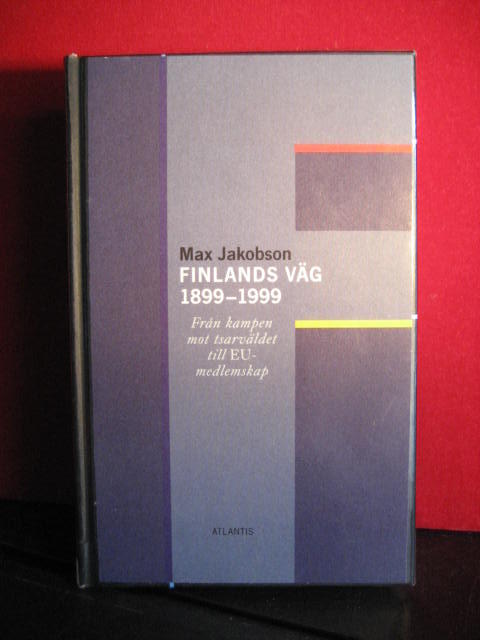 Max Jakobson
FINLANDS VÄG
1899–1999
Från kampen
mot tsarväldet
till EU-
medlemskap
ATLANTIS